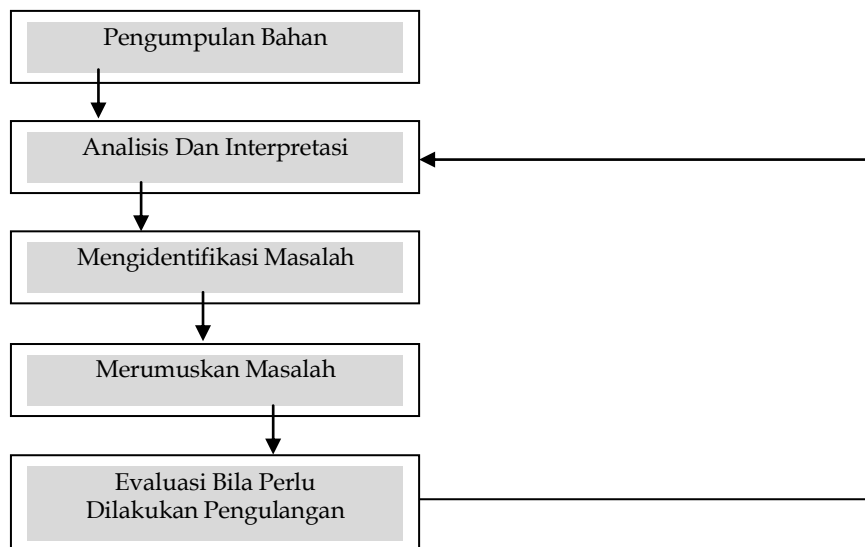 Pengumpulan Bahan
Analisis Dan Interpretasi
Mengidentifikasi Masalah
Merumuskan Masalah
Evaluasi Bila Perlu
Dilakukan Pengulangan